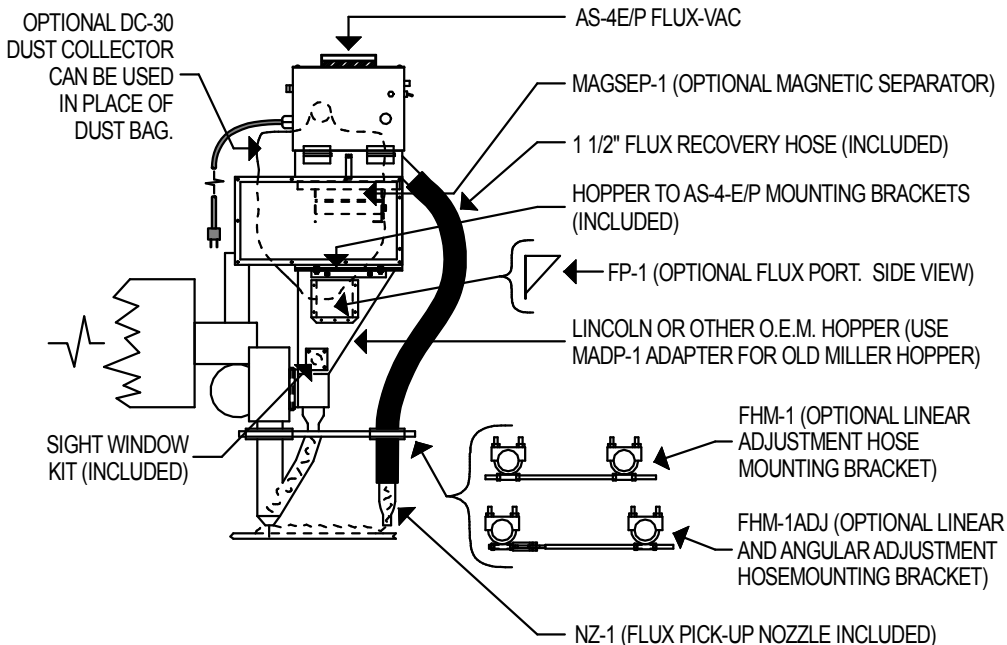 OPTIONAL DC-30
DUST COLLECTOR
CAN BE USED
IN PLACE OF
DUST BAG.
AS-4E/P FLUX-VAC
MAGSEP-1 (OPTIONAL MAGNETIC SEPARATOR)
1 1/2" FLUX RECOVERY HOSE (INCLUDED)
HOPPER TO AS-4-E/P MOUNTING BRACKETS
(INCLUDED)
FP-1 (OPTIONAL FLUX PORT. SIDE VIEW)
LINCOLN OR OTHER O.E.M. HOPPER (USE
MADP-1 ADAPTER FOR OLD MILLER HOPPER)
SIGHT WINDOW
KIT (INCLUDED)
FHM-1 (OPTIONAL LINEAR
ADJUSTMENT HOSE
MOUNTING BRACKET)
FHM-1ADJ (OPTIONAL LINEAR
AND ANGULAR ADJUSTMENT
HOSEMOUNTING BRACKET)
NZ-1 (FLUX PICK-UP NOZZLE INCLUDED)